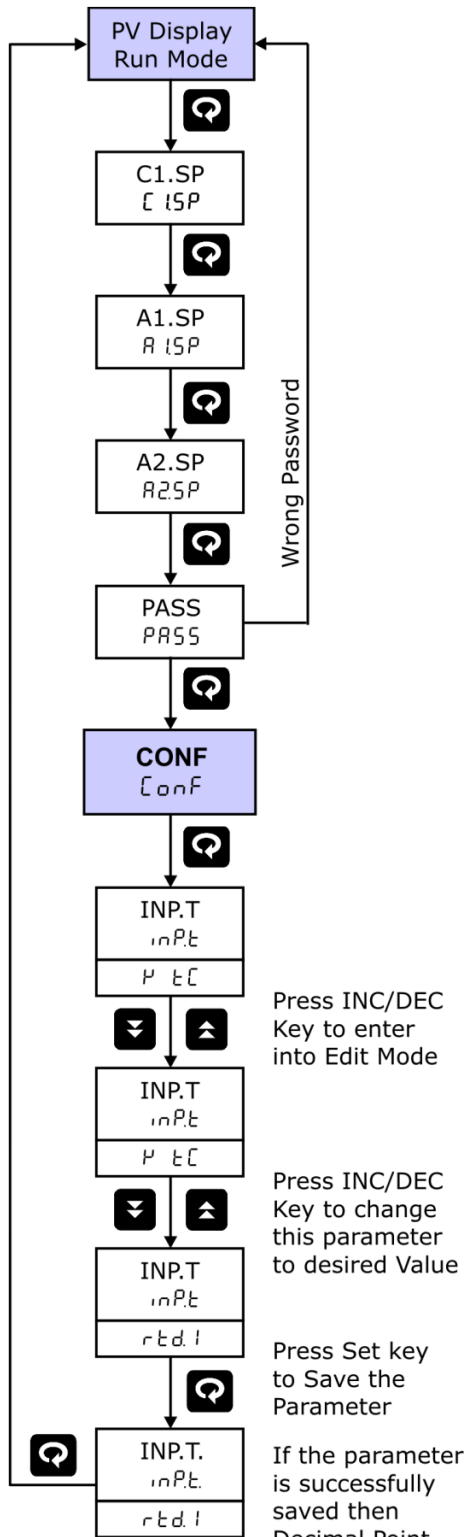 PV Display
Run Mode
C1.SP
C1.SP
A1.SP
A1.SP
A2.SP
A2.SP
Wrong Password
PASS
PASS
CONF
ConF
INP.T
inP.t
Press INC/DEC
Key to enter
into Edit Mode
INP.T
inP.t
Press INC/DEC
Key to change
this parameter
to desired Value
INP.T
inP.t
rtd.1
Press Set key
to Save the
Parameter
INP.T.
inP.t.
rtd.1
If the parameter
is successfully
saved then
Decimal Point